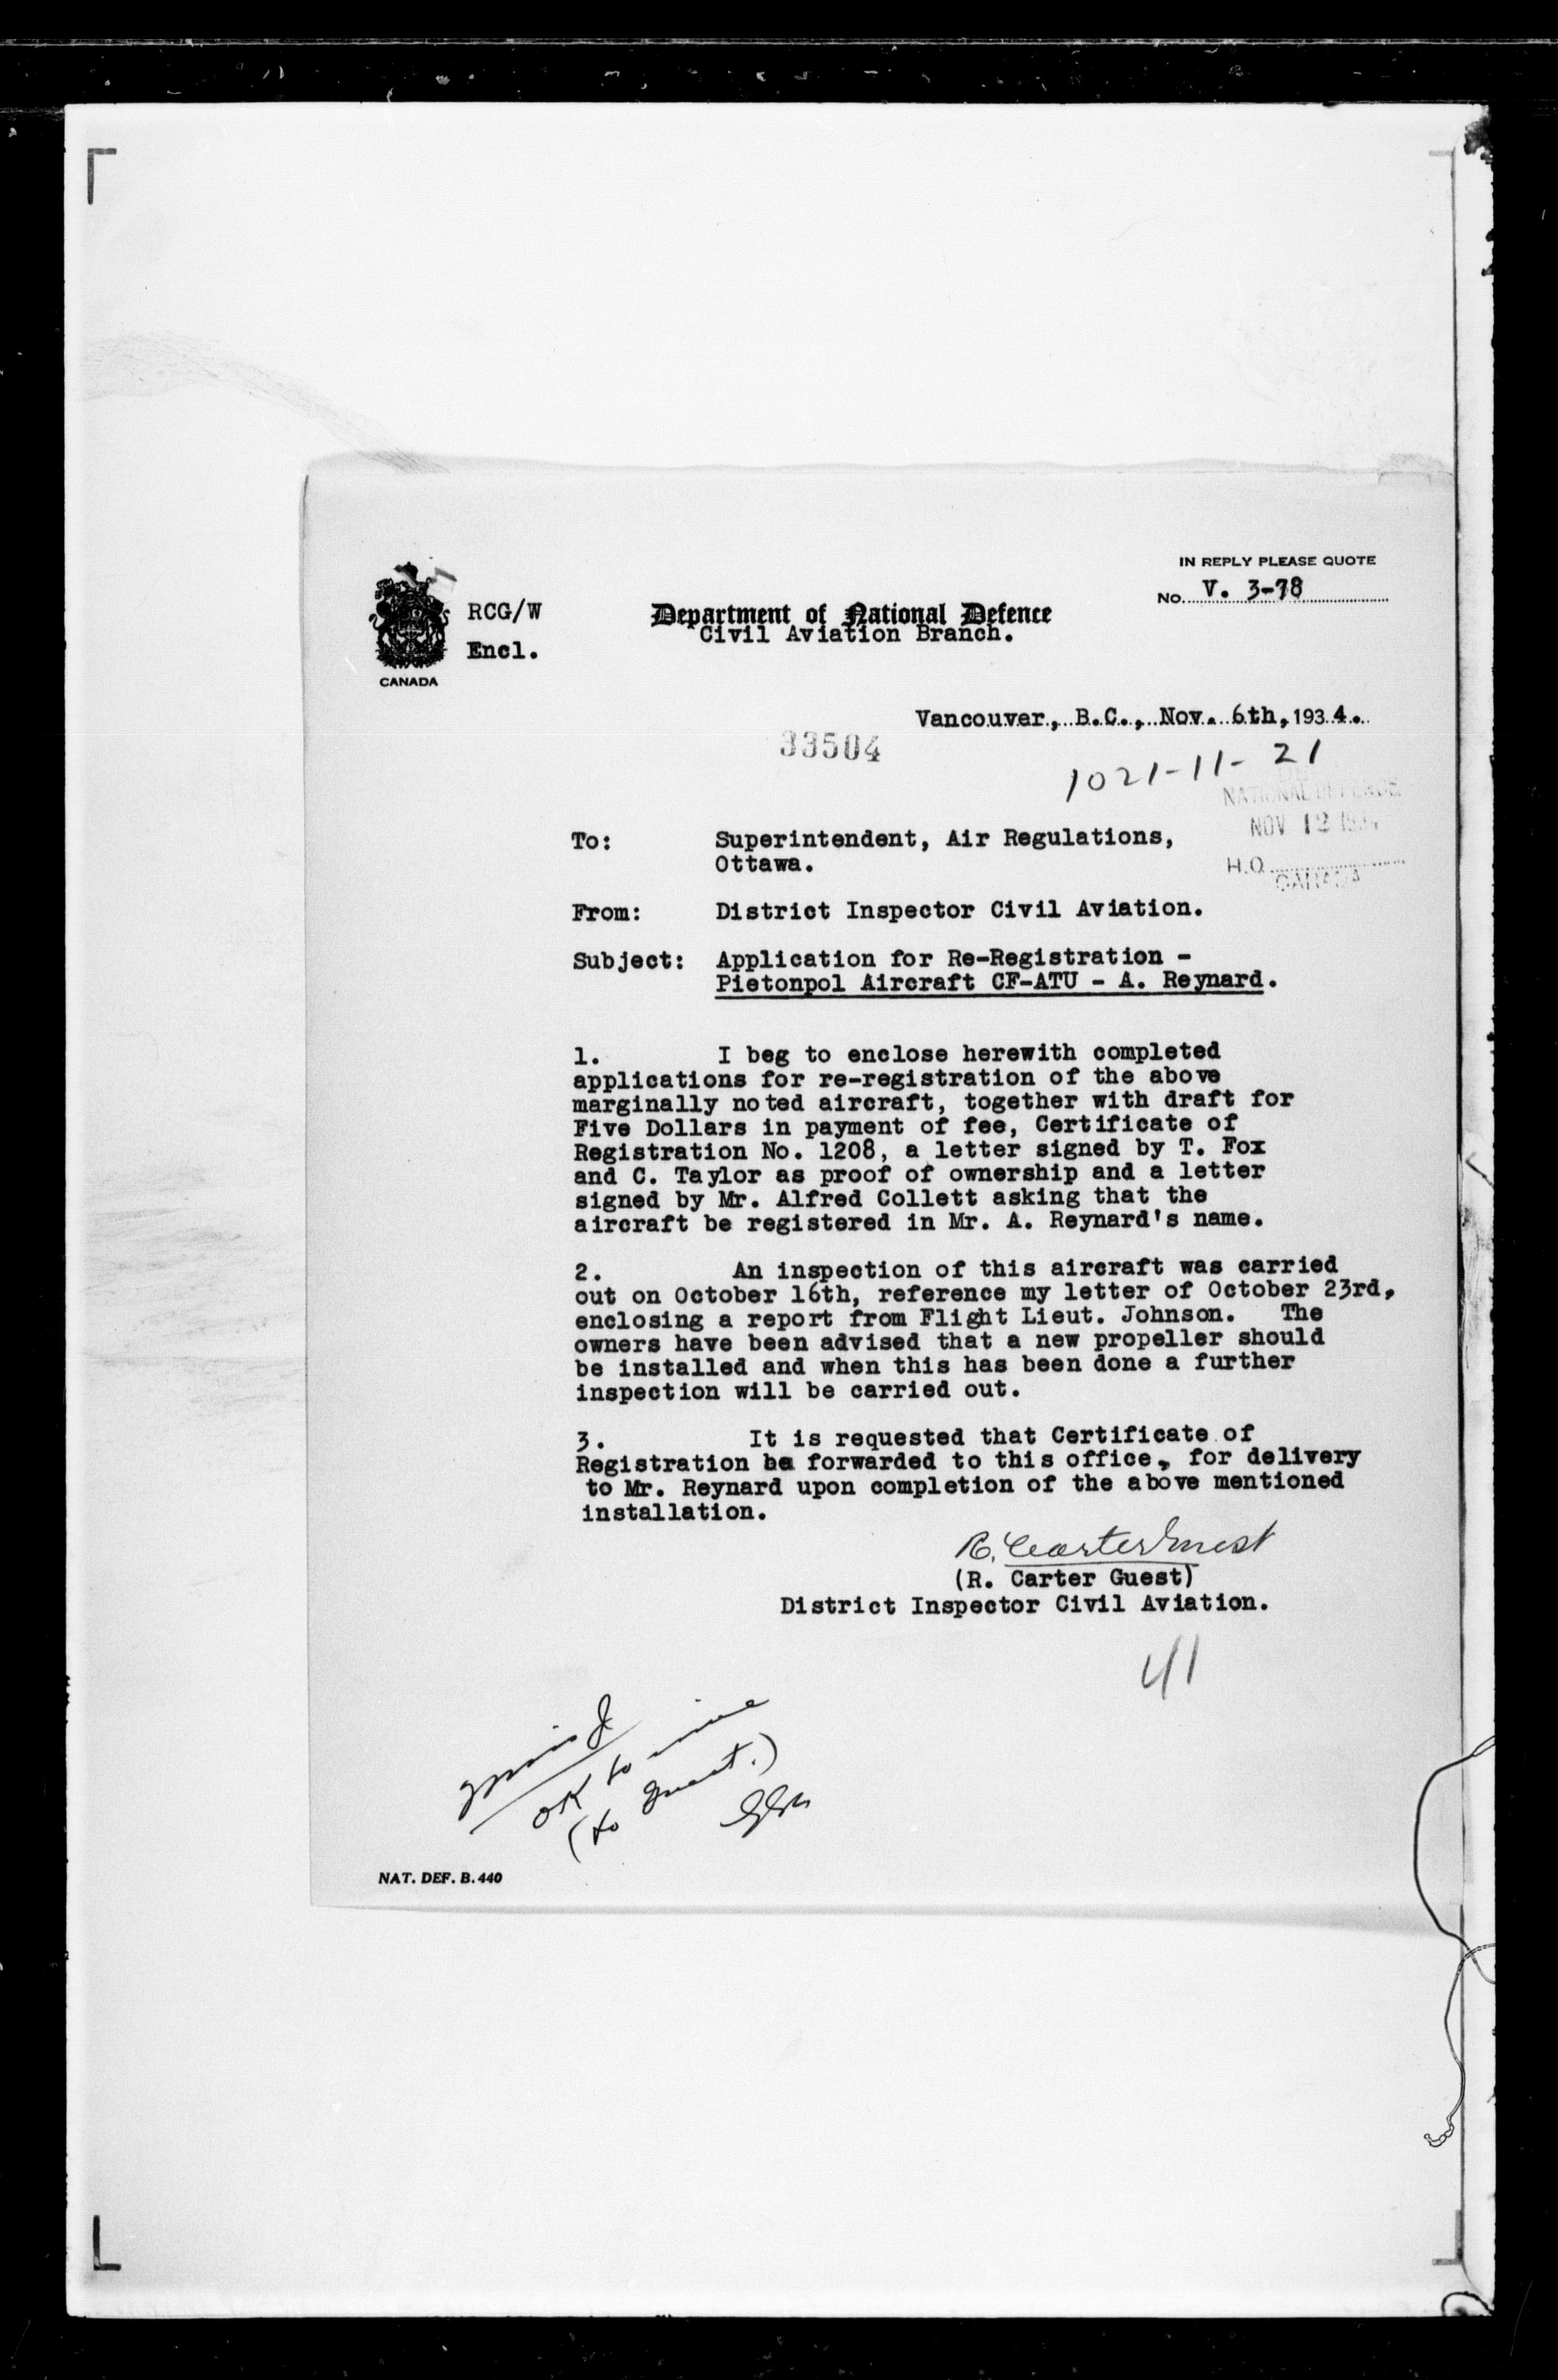 IN REPLY PLEASE QUOTE
No. V. 3-78
RCG/W
Encl.
CANADA
Department of National Defence
Civil Aviation Branch.
Vancouver, B.C., Nov. 6th, 1934.
33504
1021-11-21
NATIONAL DEFENCE
NOV 12 1934
H.Q.
CANADA
To: Superintendent, Air Regulations,
Ottawa.
From: District Inspector Civil Aviation.
Subject: Application for Re-Registration -
Pietonpol Aircraft CF-ATU - A. Reynard.
1. I beg to enclose herewith completed
applications for re-registration of the above
marginally noted aircraft, together with draft for
Five Dollars in payment of fee, Certificate of
Registration No. 1208, a letter signed by T. Fox
and C. Taylor as proof of ownership and a letter
signed by Mr. Alfred Collett asking that the
aircraft be registered in Mr. A. Reynard's name.
2. An inspection of this aircraft was carried
out on October 16th, reference my letter of October 23rd,
enclosing a report from Flight Lieut. Johnson. The
owners have been advised that a new propeller should
be installed and when this has been done a further
inspection will be carried out.
3. It is requested that Certificate of
Registration be forwarded to this office, for delivery
to Mr. Reynard upon completion of the above mentioned
installation.
R. Carter Guest
(R. Carter Guest)
District Inspector Civil Aviation.
41
OK to
(to Guest.)
NAT. DEF. B. 440